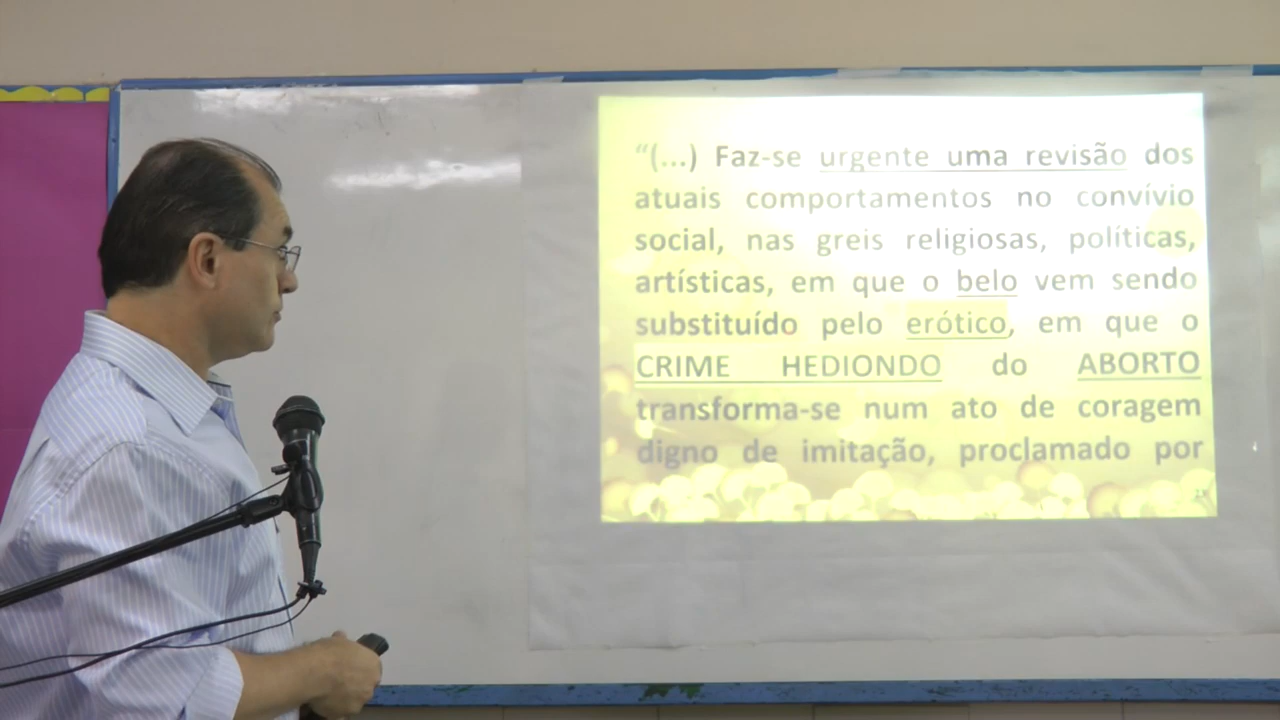 “(...) Faz-se urgente uma revisão dos
atuais comportamentos no convívio
social, nas greis religiosas, políticas,
artísticas, em que o belo vem sendo
substituído pelo erótico, em que o
CRIME HEDIONDO do ABORTO
transforma-se num ato de coragem
digno de imitação, proclamado por